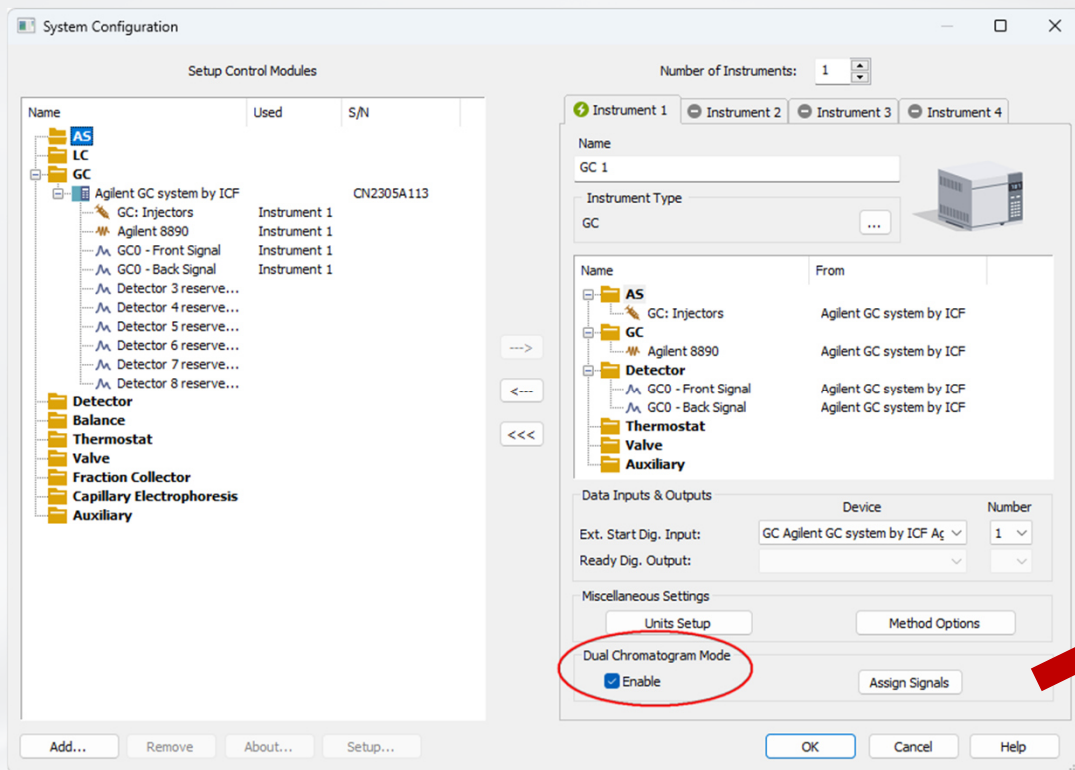 System Configuration
Setup Control Modules
Name Used S/N
AS
LC
GC
Agilent GC system by ICF CN2305A113
GC: Injectors Instrument 1
Agilent 8890 Instrument 1
GC0 - Front Signal Instrument 1
GC0 - Back Signal Instrument 1
Detector 3 reserve...
Detector 4 reserve...
Detector 5 reserve...
Detector 6 reserve...
Detector 7 reserve...
Detector 8 reserve...
Detector
Balance
Thermostat
Valve
Fraction Collector
Capillary Electrophoresis
Auxiliary
Add... Remove About... Setup...
--->
<---
<<<
Number of Instruments: 1
Instrument 1 Instrument 2 Instrument 3 Instrument 4
Name
GC 1
Instrument Type
GC ...
Name From
AS
GC: Injectors Agilent GC system by ICF
GC
Agilent 8890 Agilent GC system by ICF
Detector
GC0 - Front Signal Agilent GC system by ICF
GC0 - Back Signal Agilent GC system by ICF
Thermostat
Valve
Auxiliary
Data Inputs & Outputs
Device Number
Ext. Start Dig. Input: GC Agilent GC system by ICF Ag 1
Ready Dig. Output:
Miscellaneous Settings
Units Setup Method Options
Dual Chromatogram Mode
Enable Assign Signals
OK Cancel Help